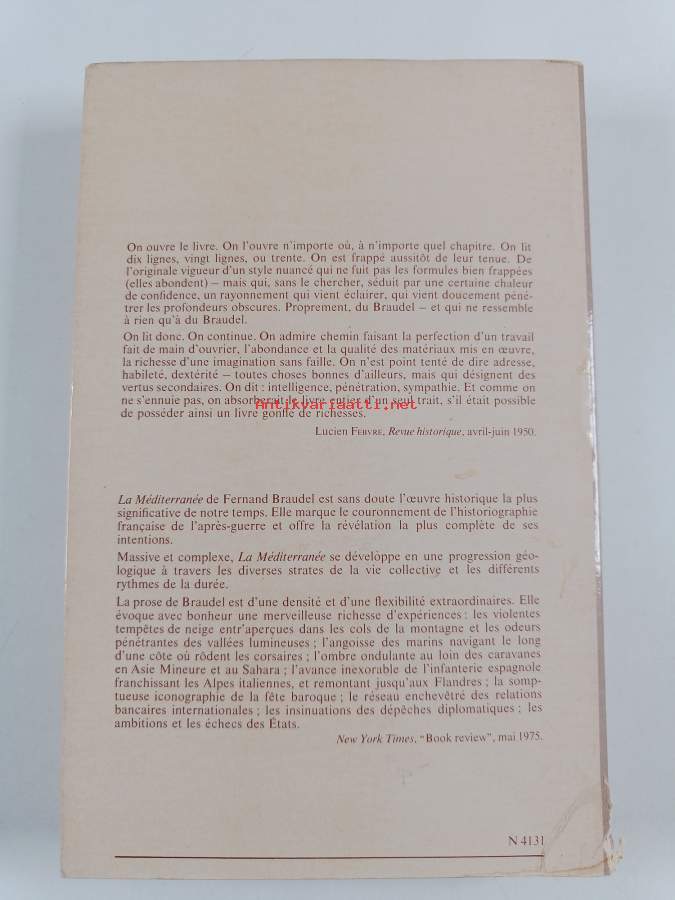 On ouvre le livre. On l'ouvre n'importe où, à n'importe quel chapitre. On lit
dix lignes, vingt lignes, ou trente. On est frappé aussitôt de leur tenue. De
l'originale vigueur d'un style nuancé qui ne fuit pas les formules bien frappées
(elles abondent) – mais qui, sans le chercher, séduit par une certaine chaleur
de confidence, un rayonnement qui vient éclairer, qui vient doucement péné-
trer les profondeurs obscures. Proprement, du Braudel – et qui ne ressemble
à rien qu'à du Braudel.
On lit donc. On continue. On admire chemin faisant la perfection d'un travail
fait de main d'ouvrier, l'abondance et la qualité des matériaux mis en œuvre,
la richesse d'une imagination sans faille. On n'est point tenté de dire adresse,
habileté, dextérité – toutes choses bonnes d'ailleurs, mais qui désignent des
vertus secondaires. On dit : intelligence, pénétration, sympathie. Et comme on
ne s'ennuie pas, on absorberait le livre entier d'un seul trait, s'il était possible
de posséder ainsi un livre gonflé de richesses.
Antikvariaatti.net
Lucien FEBVRE, Revue historique, avril-juin 1950.
La Méditerranée de Fernand Braudel est sans doute l'œuvre historique la plus
significative de notre temps. Elle marque le couronnement de l'historiographie
française de l'après-guerre et offre la révélation la plus complète de ses
intentions.
Massive et complexe, La Méditerranée se développe en une progression géo-
logique à travers les diverses strates de la vie collective et les différents
rythmes de la durée.
La prose de Braudel est d'une densité et d'une flexibilité extraordinaires. Elle
évoque avec bonheur une merveilleuse richesse d'expériences : les violentes
tempêtes de neige entr'aperçues dans les cols de la montagne et les odeurs
pénétrantes des vallées lumineuses ; l'angoisse des marins navigant le long
d'une côte où rôdent les corsaires ; l'ombre ondulante au loin des caravanes
en Asie Mineure et au Sahara ; l'avance inexorable de l'infanterie espagnole
franchissant les Alpes italiennes, et remontant jusqu'aux Flandres ; la somp-
tueuse iconographie de la fête baroque ; le réseau enchevêtré des relations
bancaires internationales ; les insinuations des dépêches diplomatiques ; les
ambitions et les échecs des États.
New York Times, "Book review", mai 1975.
N 4131